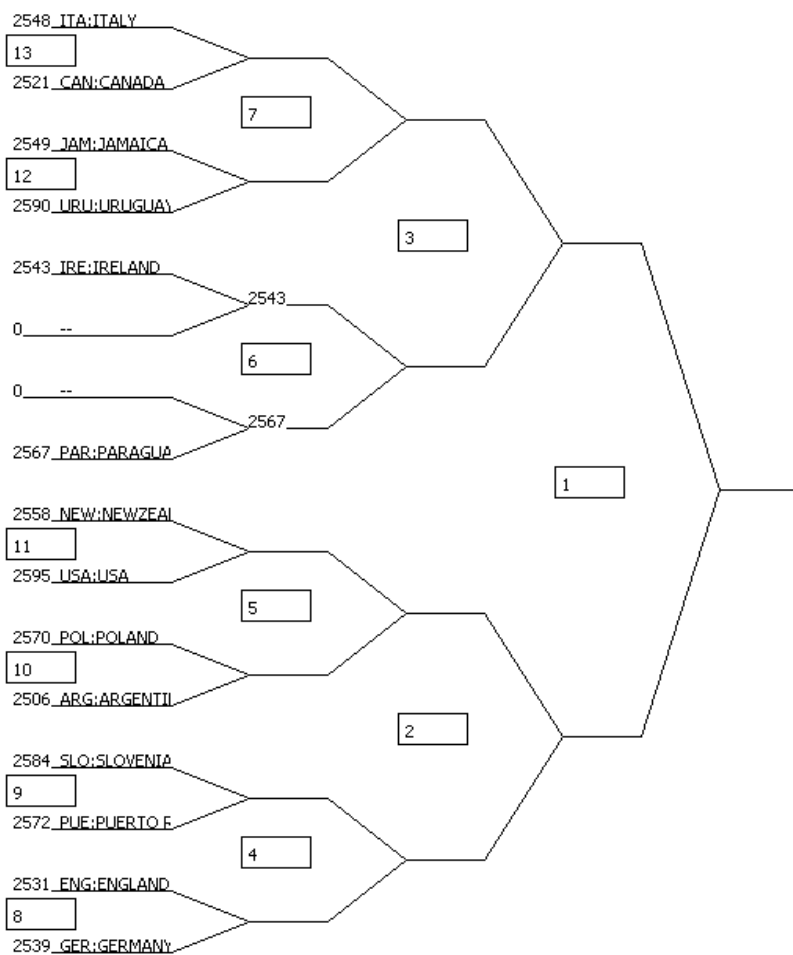 2548 ITA:ITALY
13
2521 CAN:CANADA
7
2549 JAM:JAMAICA
12
2590 URU:URUGUAY
3
2543 IRE:IRELAND
2543
0 --
6
0 --
2567
2567 PAR:PARAGUA
1
2558 NEW:NEWZEAL
11
2595 USA:USA
5
2570 POL:POLAND
10
2506 ARG:ARGENTII
2
2584 SLO:SLOVENIA
9
2572 PUE:PUERTO R
4
2531 ENG:ENGLAND
8
2539 GER:GERMANY